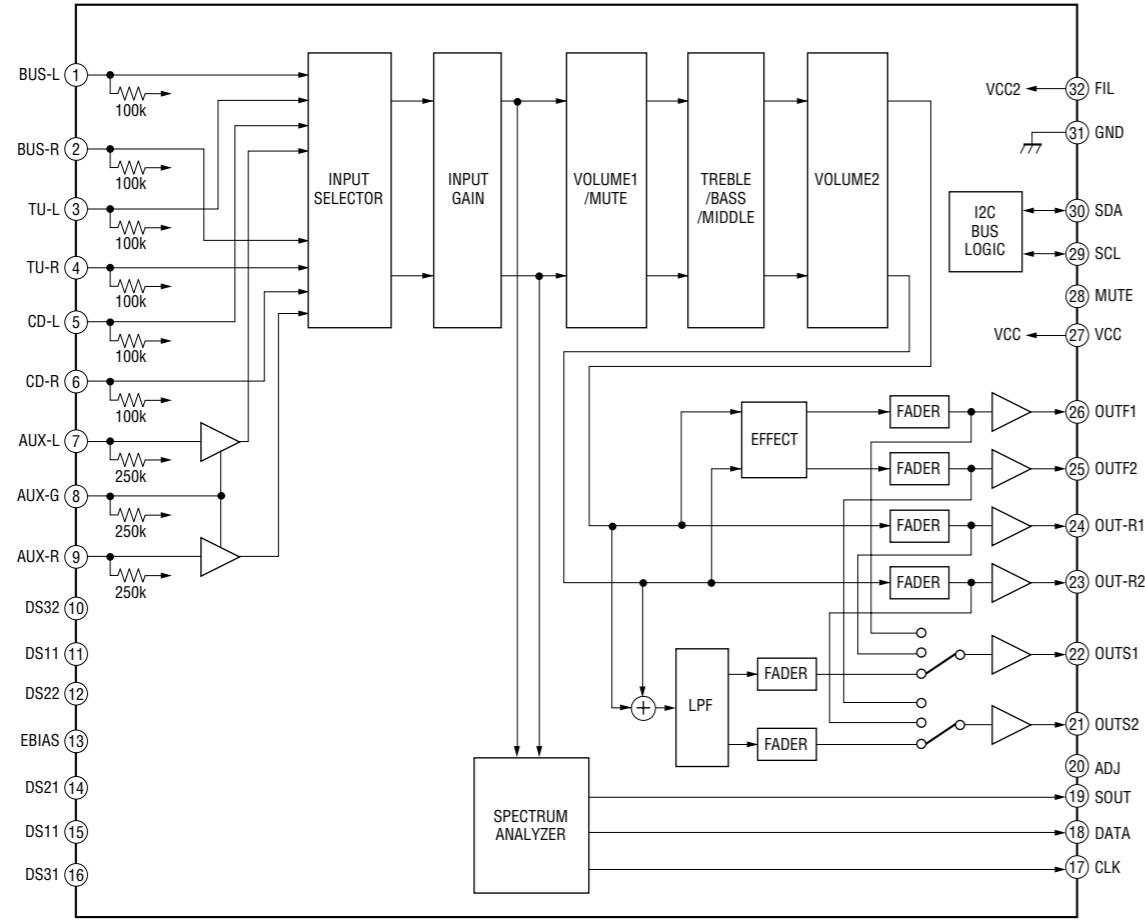 BUS-L 1
100k
BUS-R 2
100k
TU-L 3
100k
TU-R 4
100k
CD-L 5
100k
CD-R 6
100k
AUX-L 7
250k
AUX-G 8
250k
AUX-R 9
250k
DS32 10
DS11 11
DS22 12
EBIAS 13
DS21 14
DS11 15
DS31 16
INPUT
SELECTOR
INPUT
GAIN
VOLUME1
/MUTE
TREBLE
/BASS
/MIDDLE
VOLUME2
EFFECT
FADER
FADER
FADER
FADER
+
LPF
FADER
FADER
SPECTRUM
ANALYZER
VCC2
32 FIL
31 GND
I2C
BUS
LOGIC
30 SDA
29 SCL
28 MUTE
VCC
27 VCC
26 OUTF1
25 OUTF2
24 OUT-R1
23 OUT-R2
22 OUTS1
21 OUTS2
20 ADJ
19 SOUT
18 DATA
17 CLK